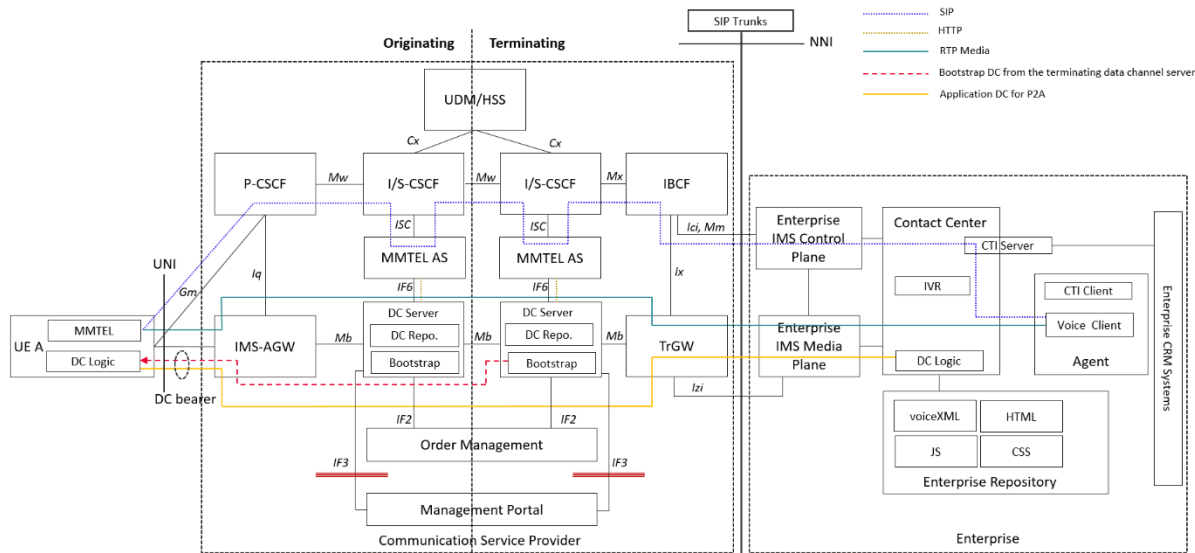 SIP Trunks
SIP
HTTP
NNI
RTP Media
Bootstrap DC from the terminating data channel server
Application DC for P2A
Originating
Terminating
UDM/HSS
Cx
Cx
P-CSCF
Mw
I/S-CSCF
Mw
I/S-CSCF
Mx
IBCF
ISC
ISC
Ici, Mm
Enterprise
IMS Control
Plane
Contact Center
CTI Server
MMTEL AS
MMTEL AS
UNI
Gm
Iq
IF6
IF6
Ix
IVR
CTI Client
MMTEL
UE A
DC Logic
DC bearer
IMS-AGW
Mb
DC Server
DC Repo.
Bootstrap
Mb
DC Server
DC Repo.
Bootstrap
Mb
TrGW
Enterprise
IMS Media
Plane
Voice Client
Agent
DC Logic
Enterprise CRM Systems
Izi
IF2
IF2
Order Management
IF3
IF3
Management Portal
Communication Service Provider
voiceXML
HTML
JS
CSS
Enterprise Repository
Enterprise